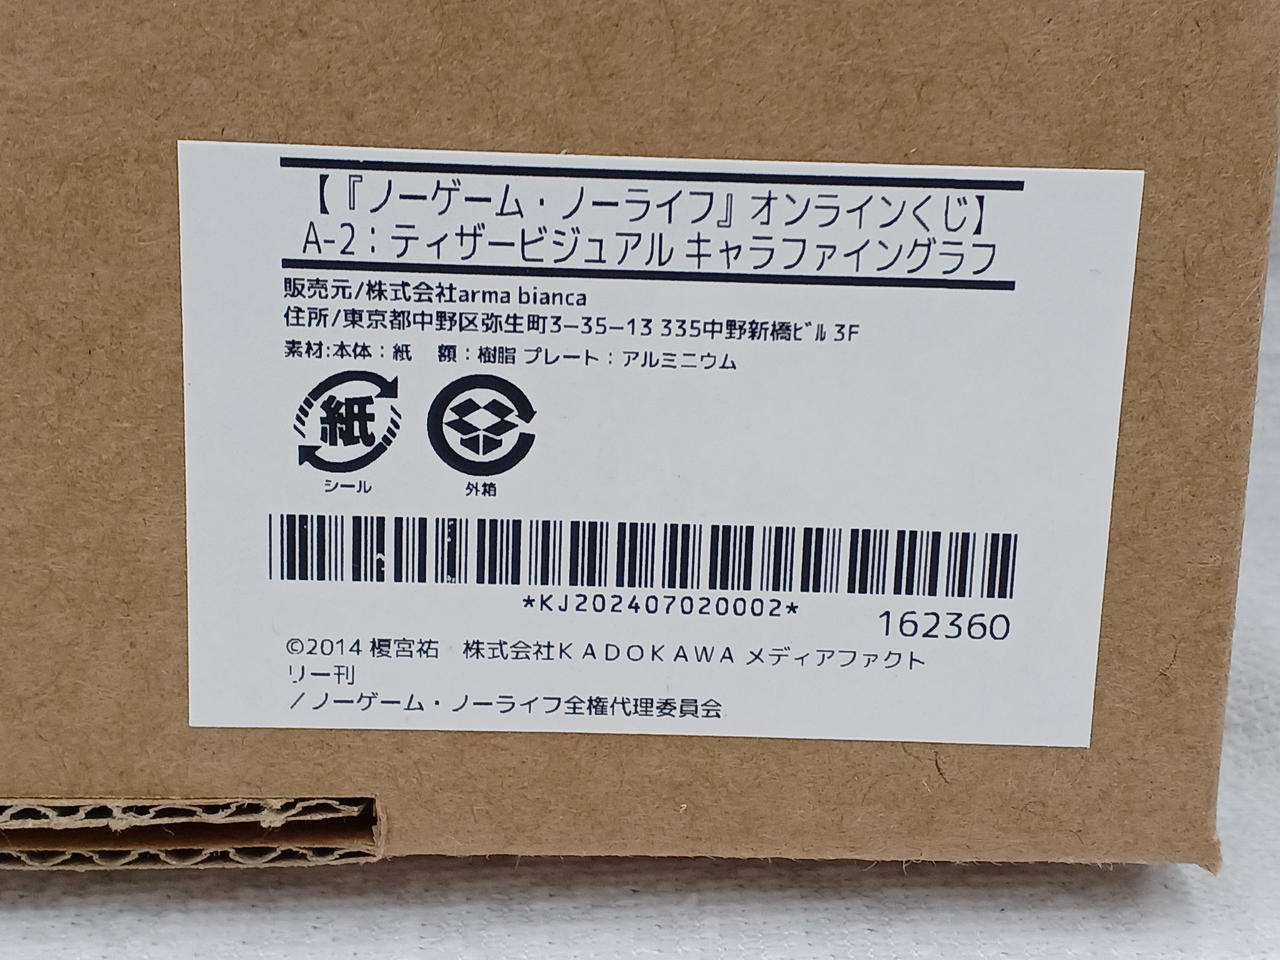 【『ノーゲーム・ノーライフ』オンラインくじ】
A-2：ティザービジュアル キャラファイングラフ
販売元/株式会社arma bianca
住所/東京都中野区弥生町3−35−13 335中野新橋ﾋﾞﾙ 3F
素材:本体：紙　額：樹脂 プレート：アルミニウム
紙
シール
外箱
*KJ202407020002*
162360
©2014 榎宮祐　株式会社ＫＡＤＯＫＡＷＡ メディアファクト
リー刊
／ノーゲーム・ノーライフ全権代理委員会